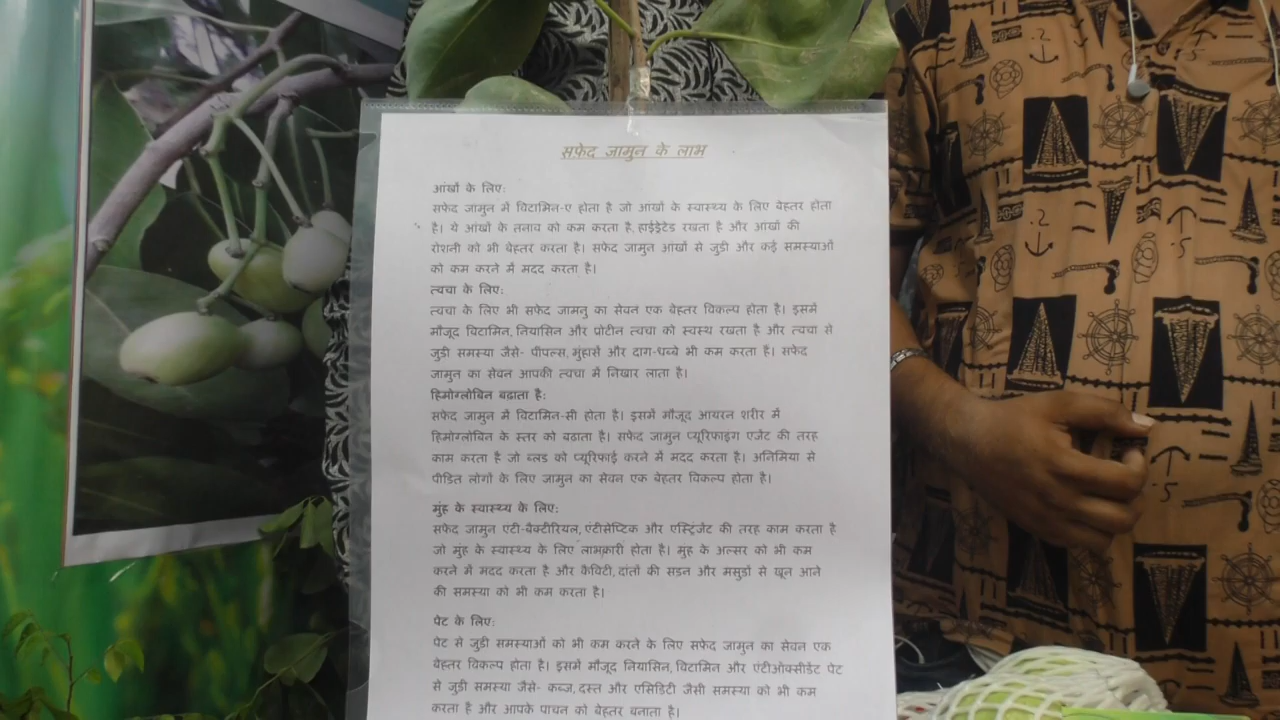 सफेद जामुन के लाभ
आंखों के लिए:
सफेद जामुन में विटामिन-ए होता है जो आंखों के स्वास्थ्य के लिए बेहतर होता
है। ये आंखों के तनाव को कम करता है, हाईड्रेटेड रखता है और आंखों की
रोशनी को भी बेहतर करता है। सफेद जामुन आंखों से जुड़ी और कई समस्याओं
को कम करने में मदद करता है।
त्वचा के लिए:
त्वचा के लिए भी सफेद जामनु का सेवन एक बेहतर विकल्प होता है। इसमें
मौजूद विटामिन, नियासिन और प्रोटीन त्वचा को स्वस्थ रखता है और त्वचा से
जुड़ी समस्या जैसे- पींपल्स, मुंहासें और दाग-धब्बे भी कम करता है। सफेद
जामुन का सेवन आपकी त्वचा में निखार लाता है।
हिमोग्लोबिन बढ़ाता है:
सफेद जामुन में विटामिन-सी होता है। इसमें मौजूद आयरन शरीर में
हिमोग्लोबिन के स्तर को बढाता है। सफेद जामुन प्यूरिफाइंग एजेंट की तरह
काम करता है जो ब्लड को प्यूरिफाई करने में मदद करता है। अनिमिया से
पीड़ित लोगों के लिए जामुन का सेवन एक बेहतर विकल्प होता है।
मुंह के स्वास्थ्य के लिए:
सफेद जामुन एंटी-बैक्टीरियल, एंटीसेप्टिक और एस्ट्रिंजेंट की तरह काम करता है
जो मुंह के स्वास्थ्य के लिए लाभकारी होता है। मुंह के अल्सर को भी कम
करने में मदद करता है और कैविटी, दांतो की सडन और मसुडों से खून आने
की समस्या को भी कम करता है।
पेट के लिए:
पेट से जुड़ी समस्याओं को भी कम करने के लिए सफेद जामुन का सेवन एक
बेहतर विकल्प होता है। इसमें मौजूद नियासिन, विटामिन और एंटीओक्सीडेंट पेट
से जुड़ी समस्या जैसे- कब्ज, दस्त और एसिडिटी जैसी समस्या को भी कम
करता है और आपके पाचन को बेहतर बनाता है।